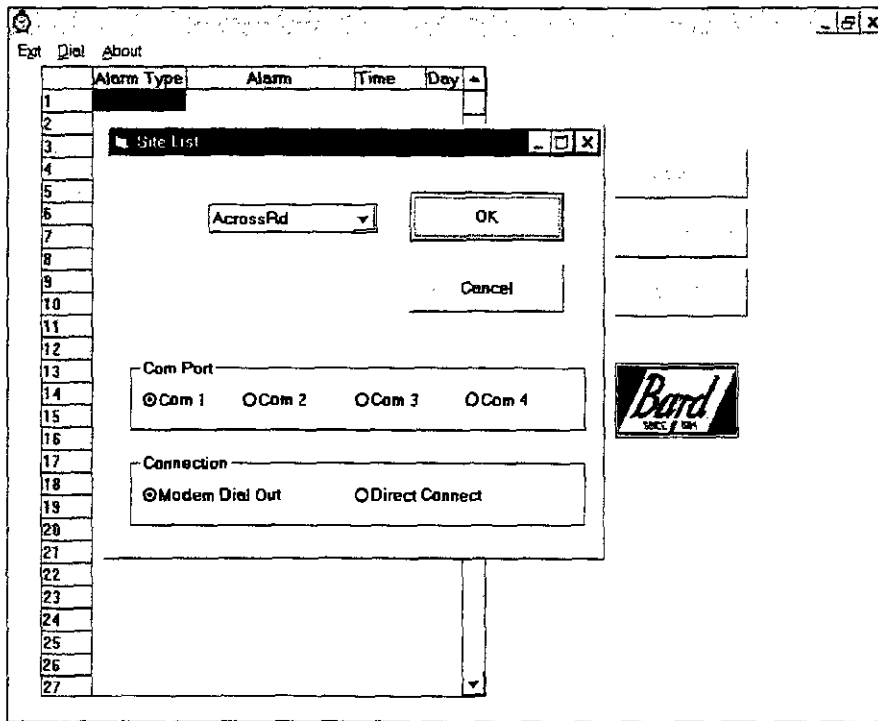 Exit Dial About
Alarm Type Alarm Time Day
1
2
3
4
5
6
7
8
9
10
11
12
13
14
15
16
17
18
19
20
21
22
23
24
25
26
27
Site List
AcrossRd
OK
Cancel
Com Port
Com 1 Com 2 Com 3 Com 4
Connection
Modem Dial Out Direct Connect
Bard
SINCE 1914